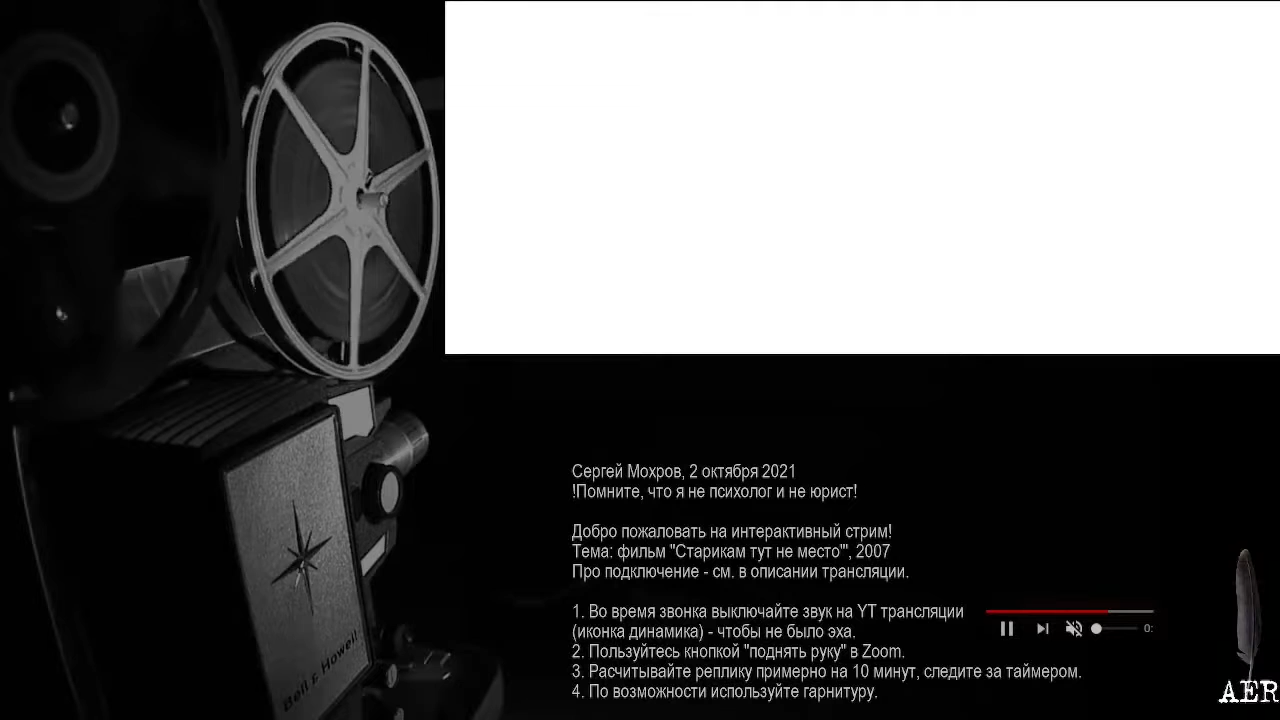 Сергей Мохров, 2 октября 2021
!Помните, что я не психолог и не юрист!
Добро пожаловать на интерактивный стрим!
Тема: фильм "Старикам тут не место'", 2007
Про подключение - см. в описании трансляции.
1. Во время звонка выключайте звук на YT трансляции
(иконка динамика) - чтобы не было эха.
0:
2. Пользуйтесь кнопкой "поднять руку" в Zoom.
3. Расчитывайте реплику примерно на 10 минут, следите за таймером.
4. По возможности используйте гарнитуру.
Bell & Howell
AER